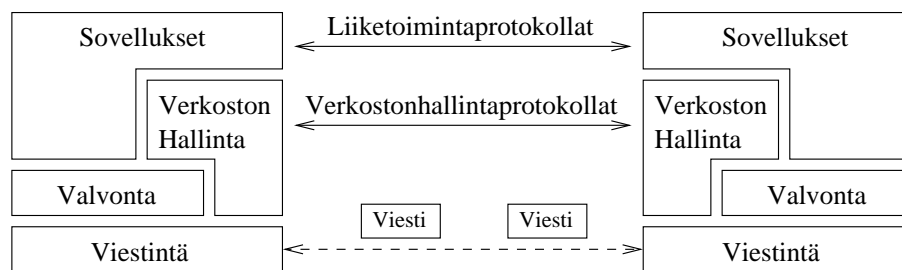 Sovellukset
Liiketoimintaprotokollat
Sovellukset
Verkoston
Hallinta
Verkostonhallintaprotokollat
Verkoston
Hallinta
Valvonta
Valvonta
Viesti
Viesti
Viestintä
Viestintä